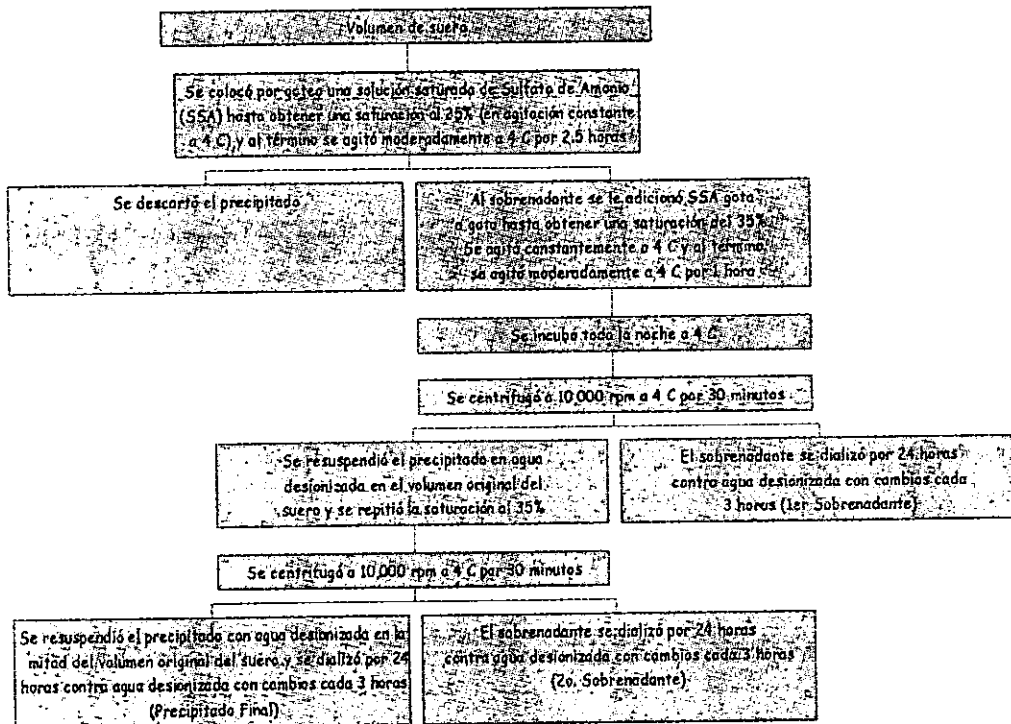 Volumen de suero
Se colocó por goteo una solución saturada de Sulfato de Amonio
(SSA) hasta obtener una saturación al 25% (en agitación constante
a 4 C) y al término se agitó moderadamente a 4 C por 2.5 horas
Se descartó el precipitado
Al sobrenadante se le adicionó SSA gota
a gota hasta obtener una saturación del 35%
Se agitó constantemente a 4 C y al término
se agitó moderadamente a 4 C por 1 hora
Se incubó toda la noche a 4 C
Se centrifugó a 10,000 rpm a 4 C por 30 minutos
Se resuspendió el precipitado en agua
desionizada en el volumen original del
suero y se repitió la saturación al 35%
El sobrenadante se dializó por 24 horas
contra agua desionizada con cambios cada
3 horas (1er Sobrenadante)
Se centrifugó a 10,000 rpm a 4 C por 30 minutos
Se resuspendió el precipitado con agua desionizada en la
mitad del volumen original del suero y se dializó por 24
horas contra agua desionizada con cambios cada 3 horas
(Precipitado Final)
El sobrenadante se dializó por 24 horas
contra agua desionizada con cambios cada 3 horas
(2o. Sobrenadante)